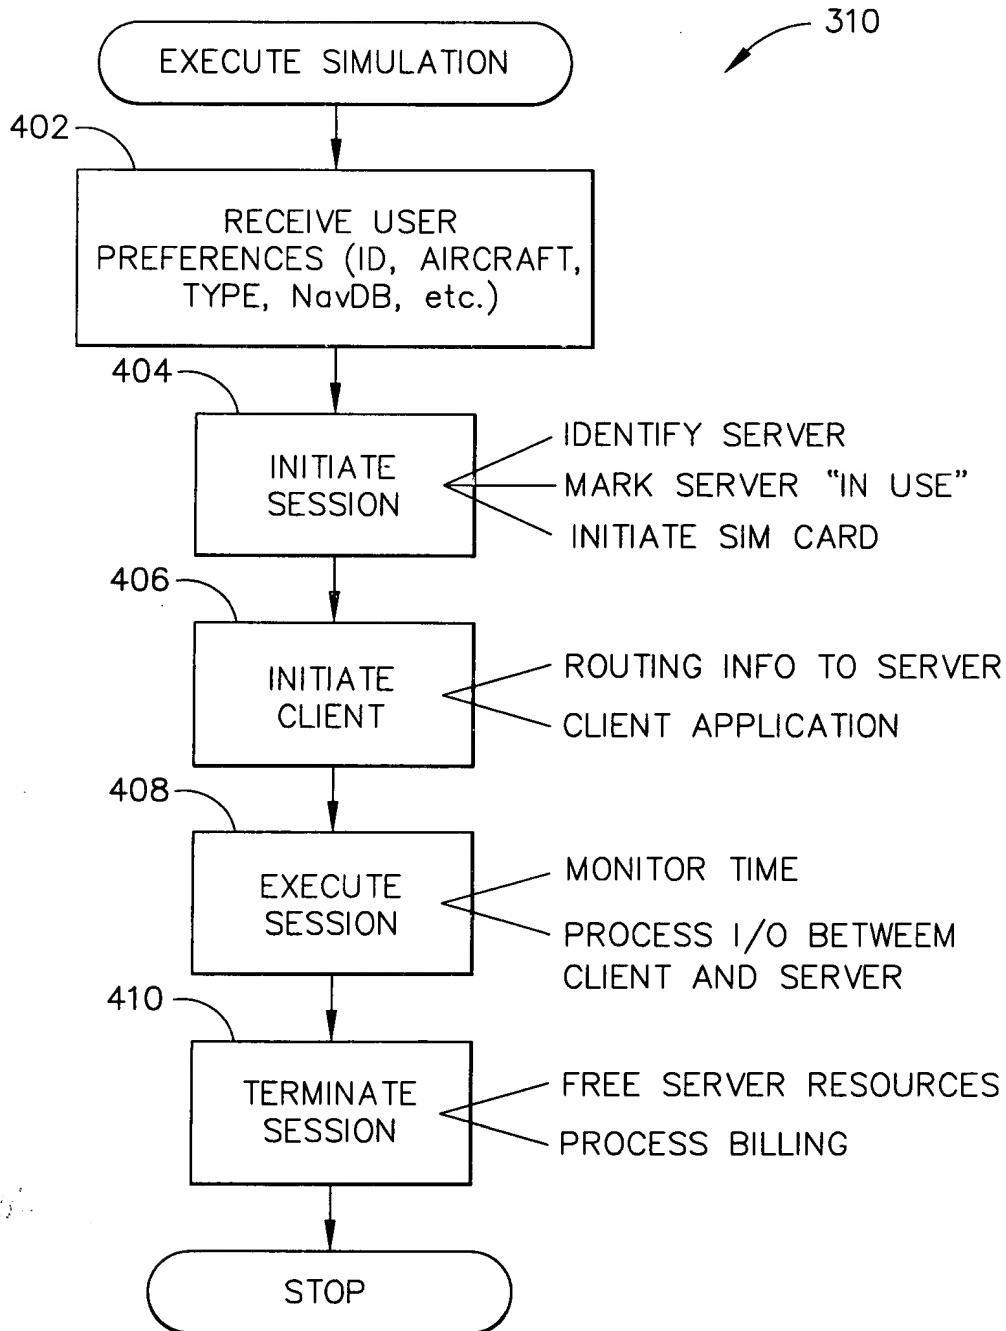 310
EXECUTE SIMULATION
402
RECEIVE USER
PREFERENCES (ID, AIRCRAFT,
TYPE, NavDB, etc.)
404
INITIATE
SESSION
IDENTIFY SERVER
MARK SERVER "IN USE"
INITIATE SIM CARD
406
INITIATE
CLIENT
ROUTING INFO TO SERVER
CLIENT APPLICATION
408
EXECUTE
SESSION
MONITOR TIME
PROCESS I/O BETWEEM
CLIENT AND SERVER
410
TERMINATE
SESSION
FREE SERVER RESOURCES
PROCESS BILLING
STOP